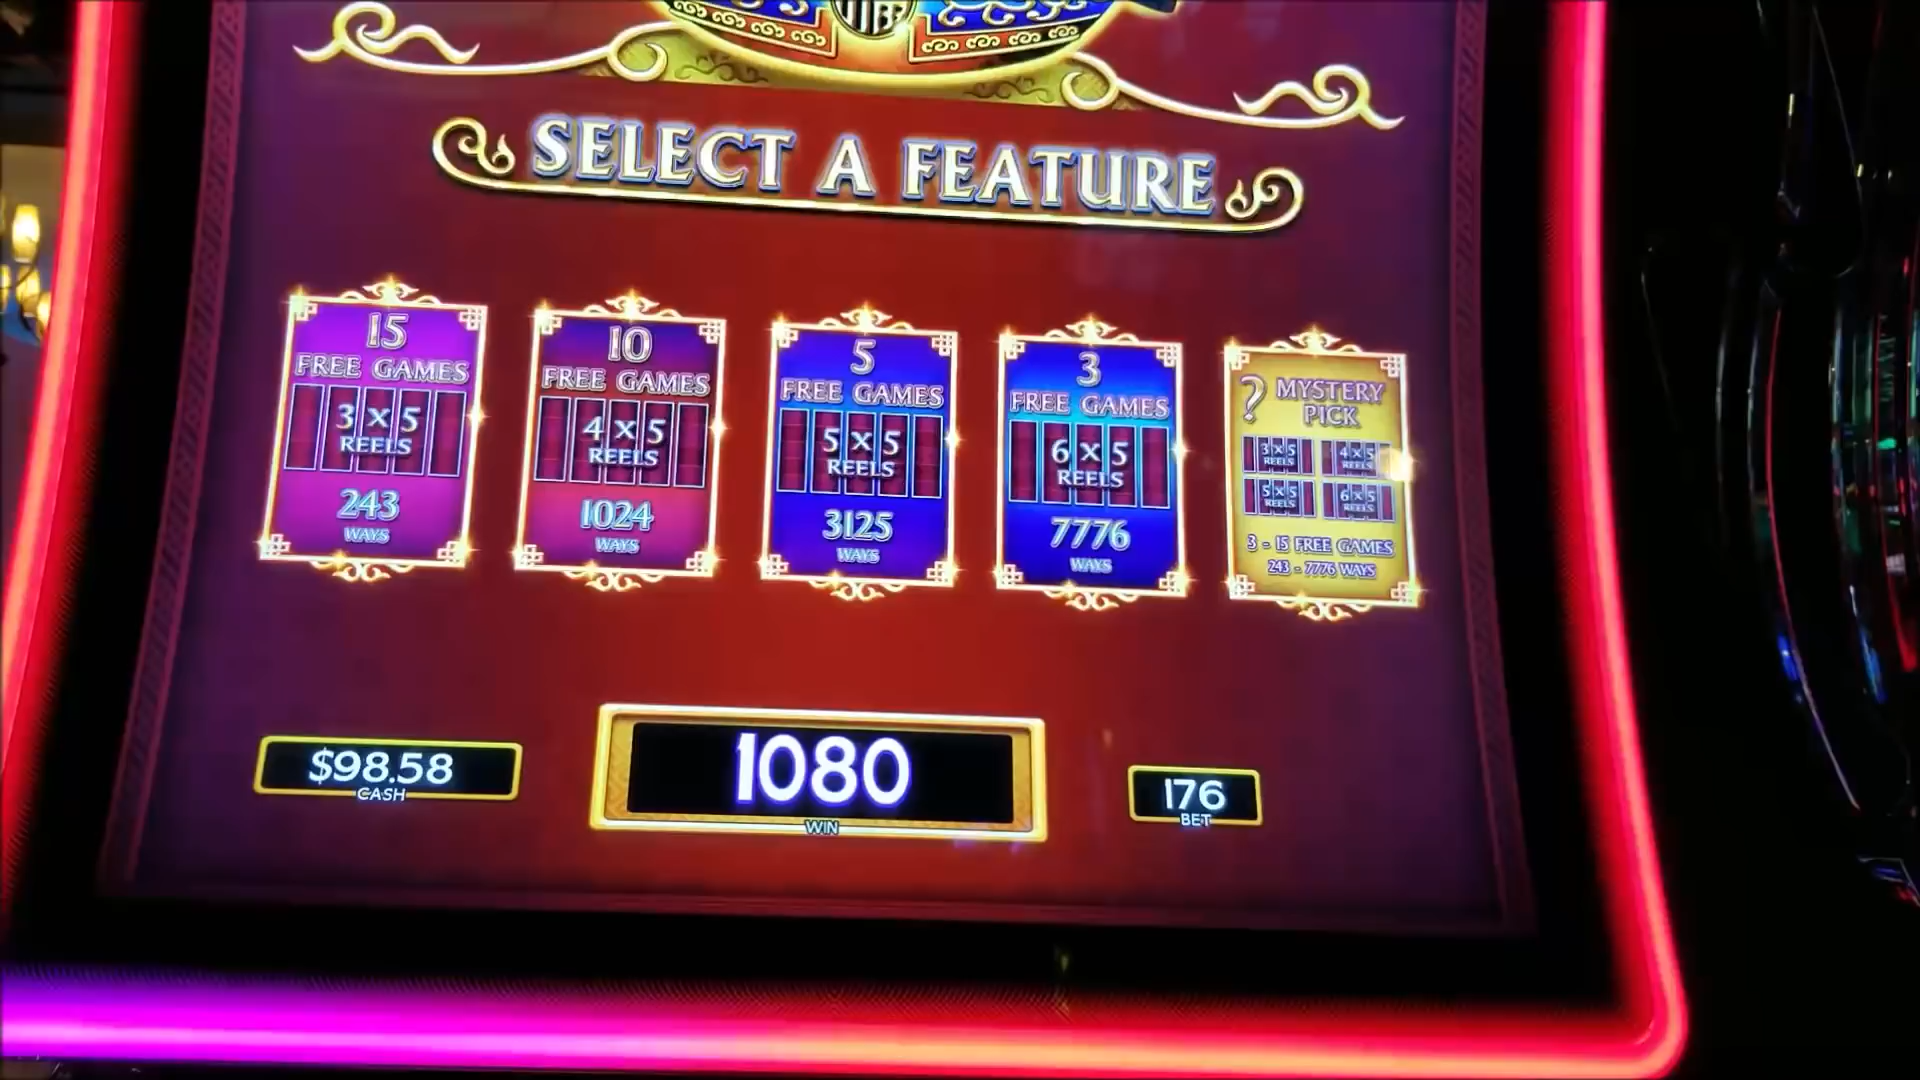 SELECT A FEATURE
15
FREE GAMES
3 X 5
REELS
243
WAYS
10
FREE GAMES
4 X 5
REELS
1024
WAYS
5
FREE GAMES
5 X 5
REELS
3125
WAYS
3
FREE GAMES
6 X 5
REELS
7776
WAYS
? MYSTERY
PICK
3 X 5
REELS
4 X 5
REELS
5 X 5
REELS
6 X 5
REELS
3 - 15 FREE GAMES
243 - 7776 WAYS
$98.58
CASH
1080
WIN
176
BET